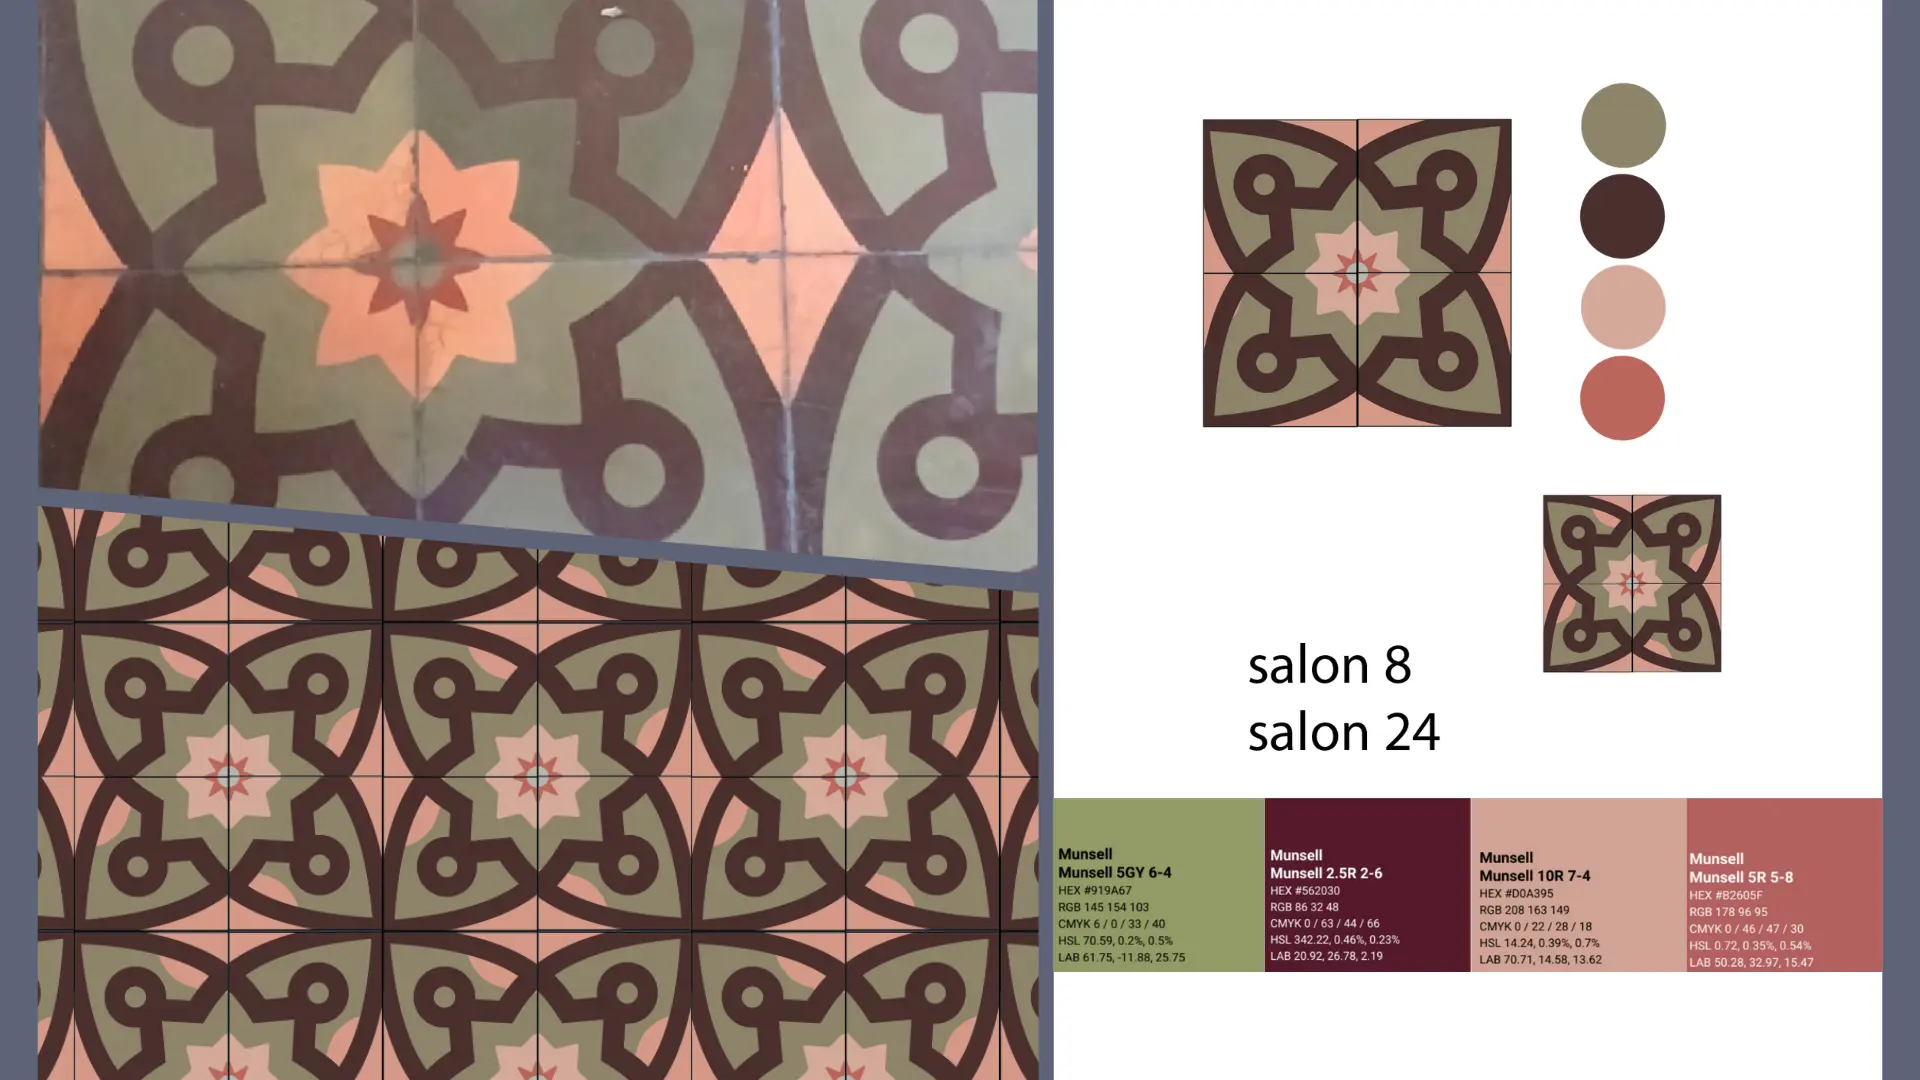 salon 8
salon 24
Munsell
Munsell 5GY 6-4
HEX #919A67
RGB 145 154 103
CMYK 6 / 0 / 33 / 40
HSL 70.59, 0.2%, 0.5%
LAB 61.75, -11.88, 25.75
Munsell
Munsell 2.5R 2-6
HEX #562030
RGB 86 32 48
CMYK 0 / 63 / 44 / 66
HSL 342.22, 0.46%, 0.23%
LAB 20.92, 26.78, 2.19
Munsell
Munsell 10R 7-4
HEX #D0A395
RGB 208 163 149
CMYK 0 / 22 / 28 / 18
HSL 14.24, 0.39%, 0.7%
LAB 70.71, 14.58, 13.62
Munsell
Munsell 5R 5-8
HEX #B2605F
RGB 178 96 95
CMYK 0 / 46 / 47 / 30
HSL 0.72, 0.35%, 0.54%
LAB 50.28, 32.97, 15.47